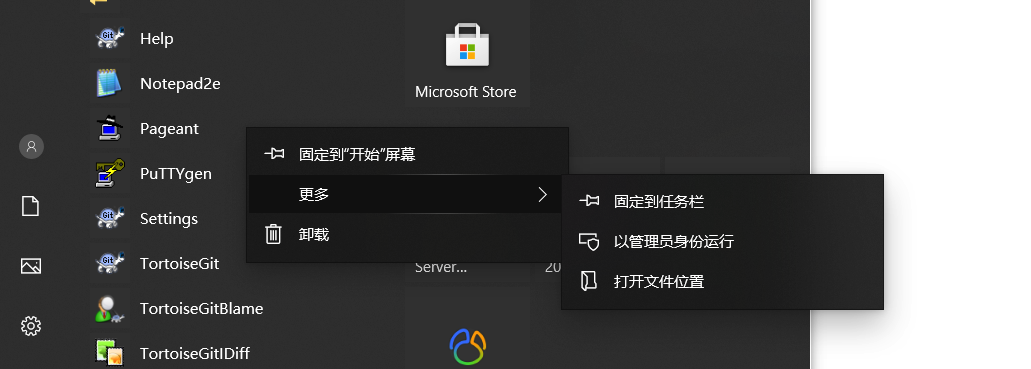 Help
Notepad2e
Pageant
PuTTYgen
Settings
TortoiseGit
TortoiseGitBlame
TortoiseGitIDiff
Microsoft Store
固定到“开始”屏幕
更多
卸载
固定到任务栏
以管理员身份运行
打开文件位置
Server...
20